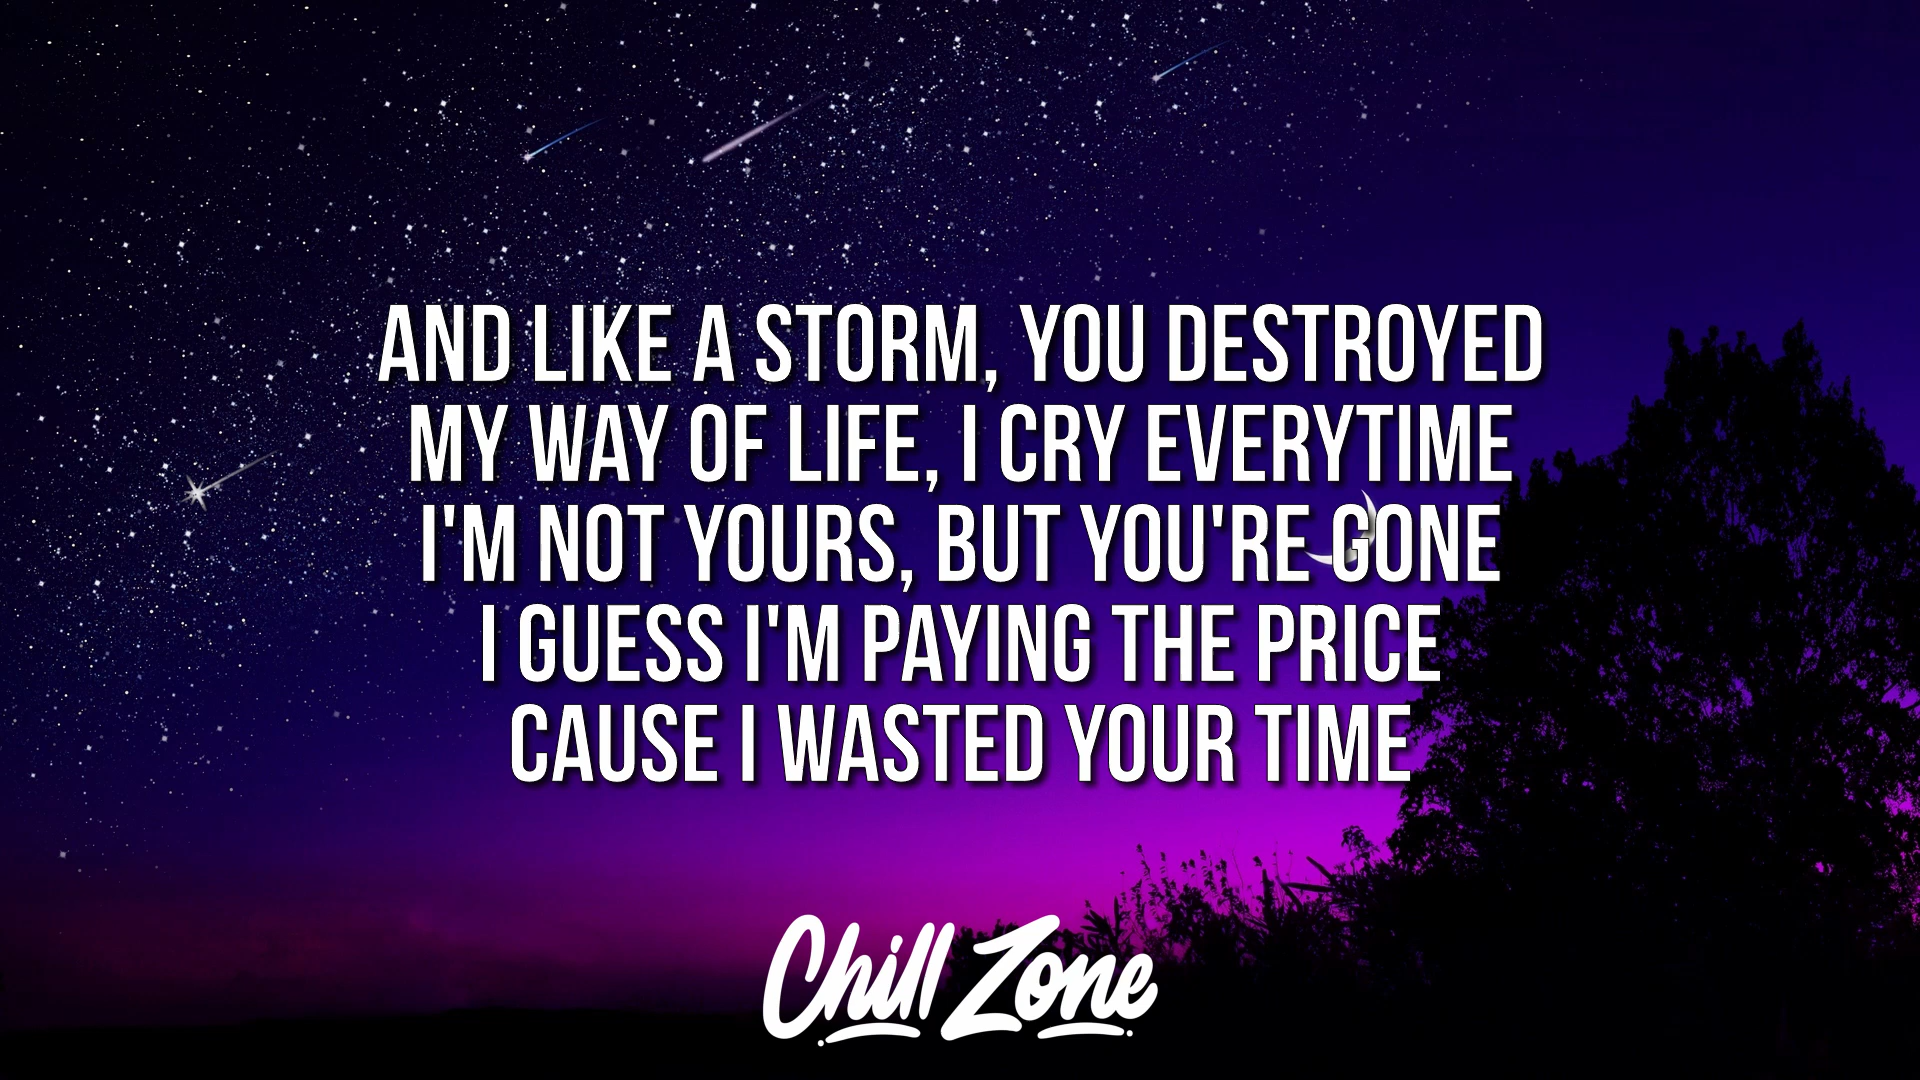 AND LIKE A STORM, YOU DESTROYED
MY WAY OF LIFE, I CRY EVERYTIME
I'M NOT YOURS, BUT YOU'RE GONE
I GUESS I'M PAYING THE PRICE
CAUSE I WASTED YOUR TIME
Chill Zone